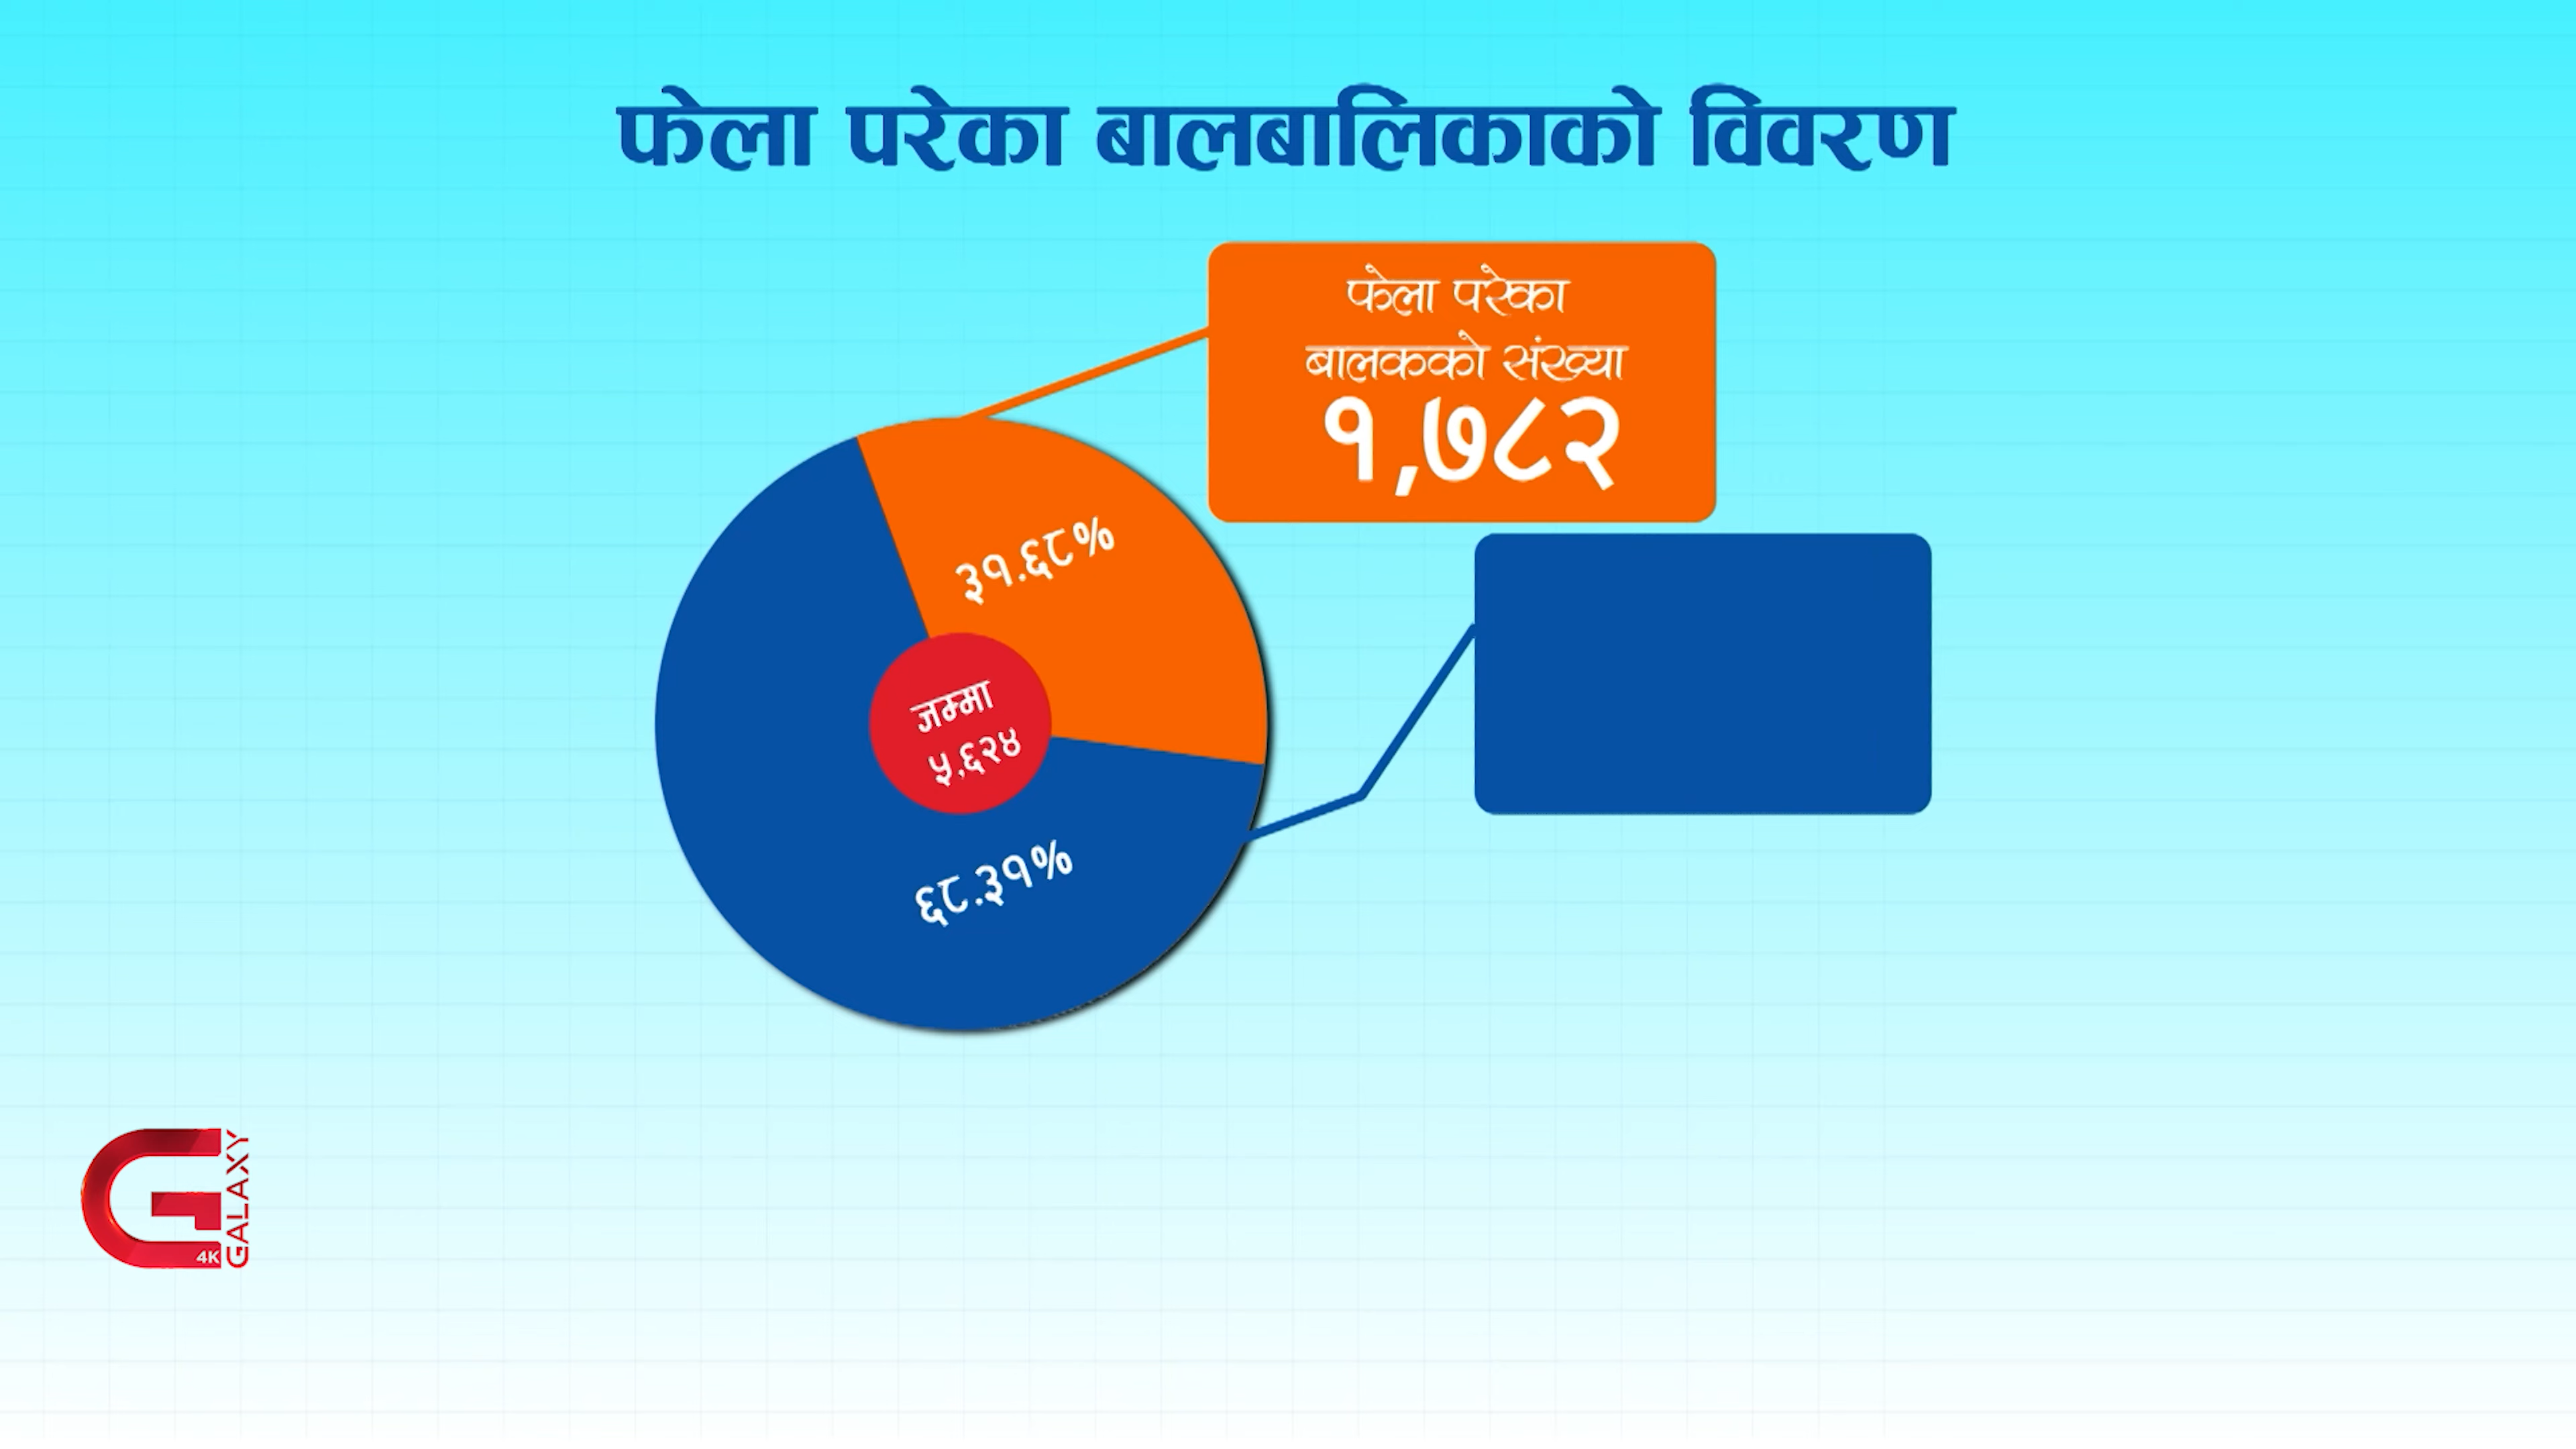 फेला परेका बालबालिकाको विवरण
फेला परेका
बालकको संख्या
१,७८२
३१.६८%
जम्मा
५,६२४
६८.३१%
GALAXY
4K